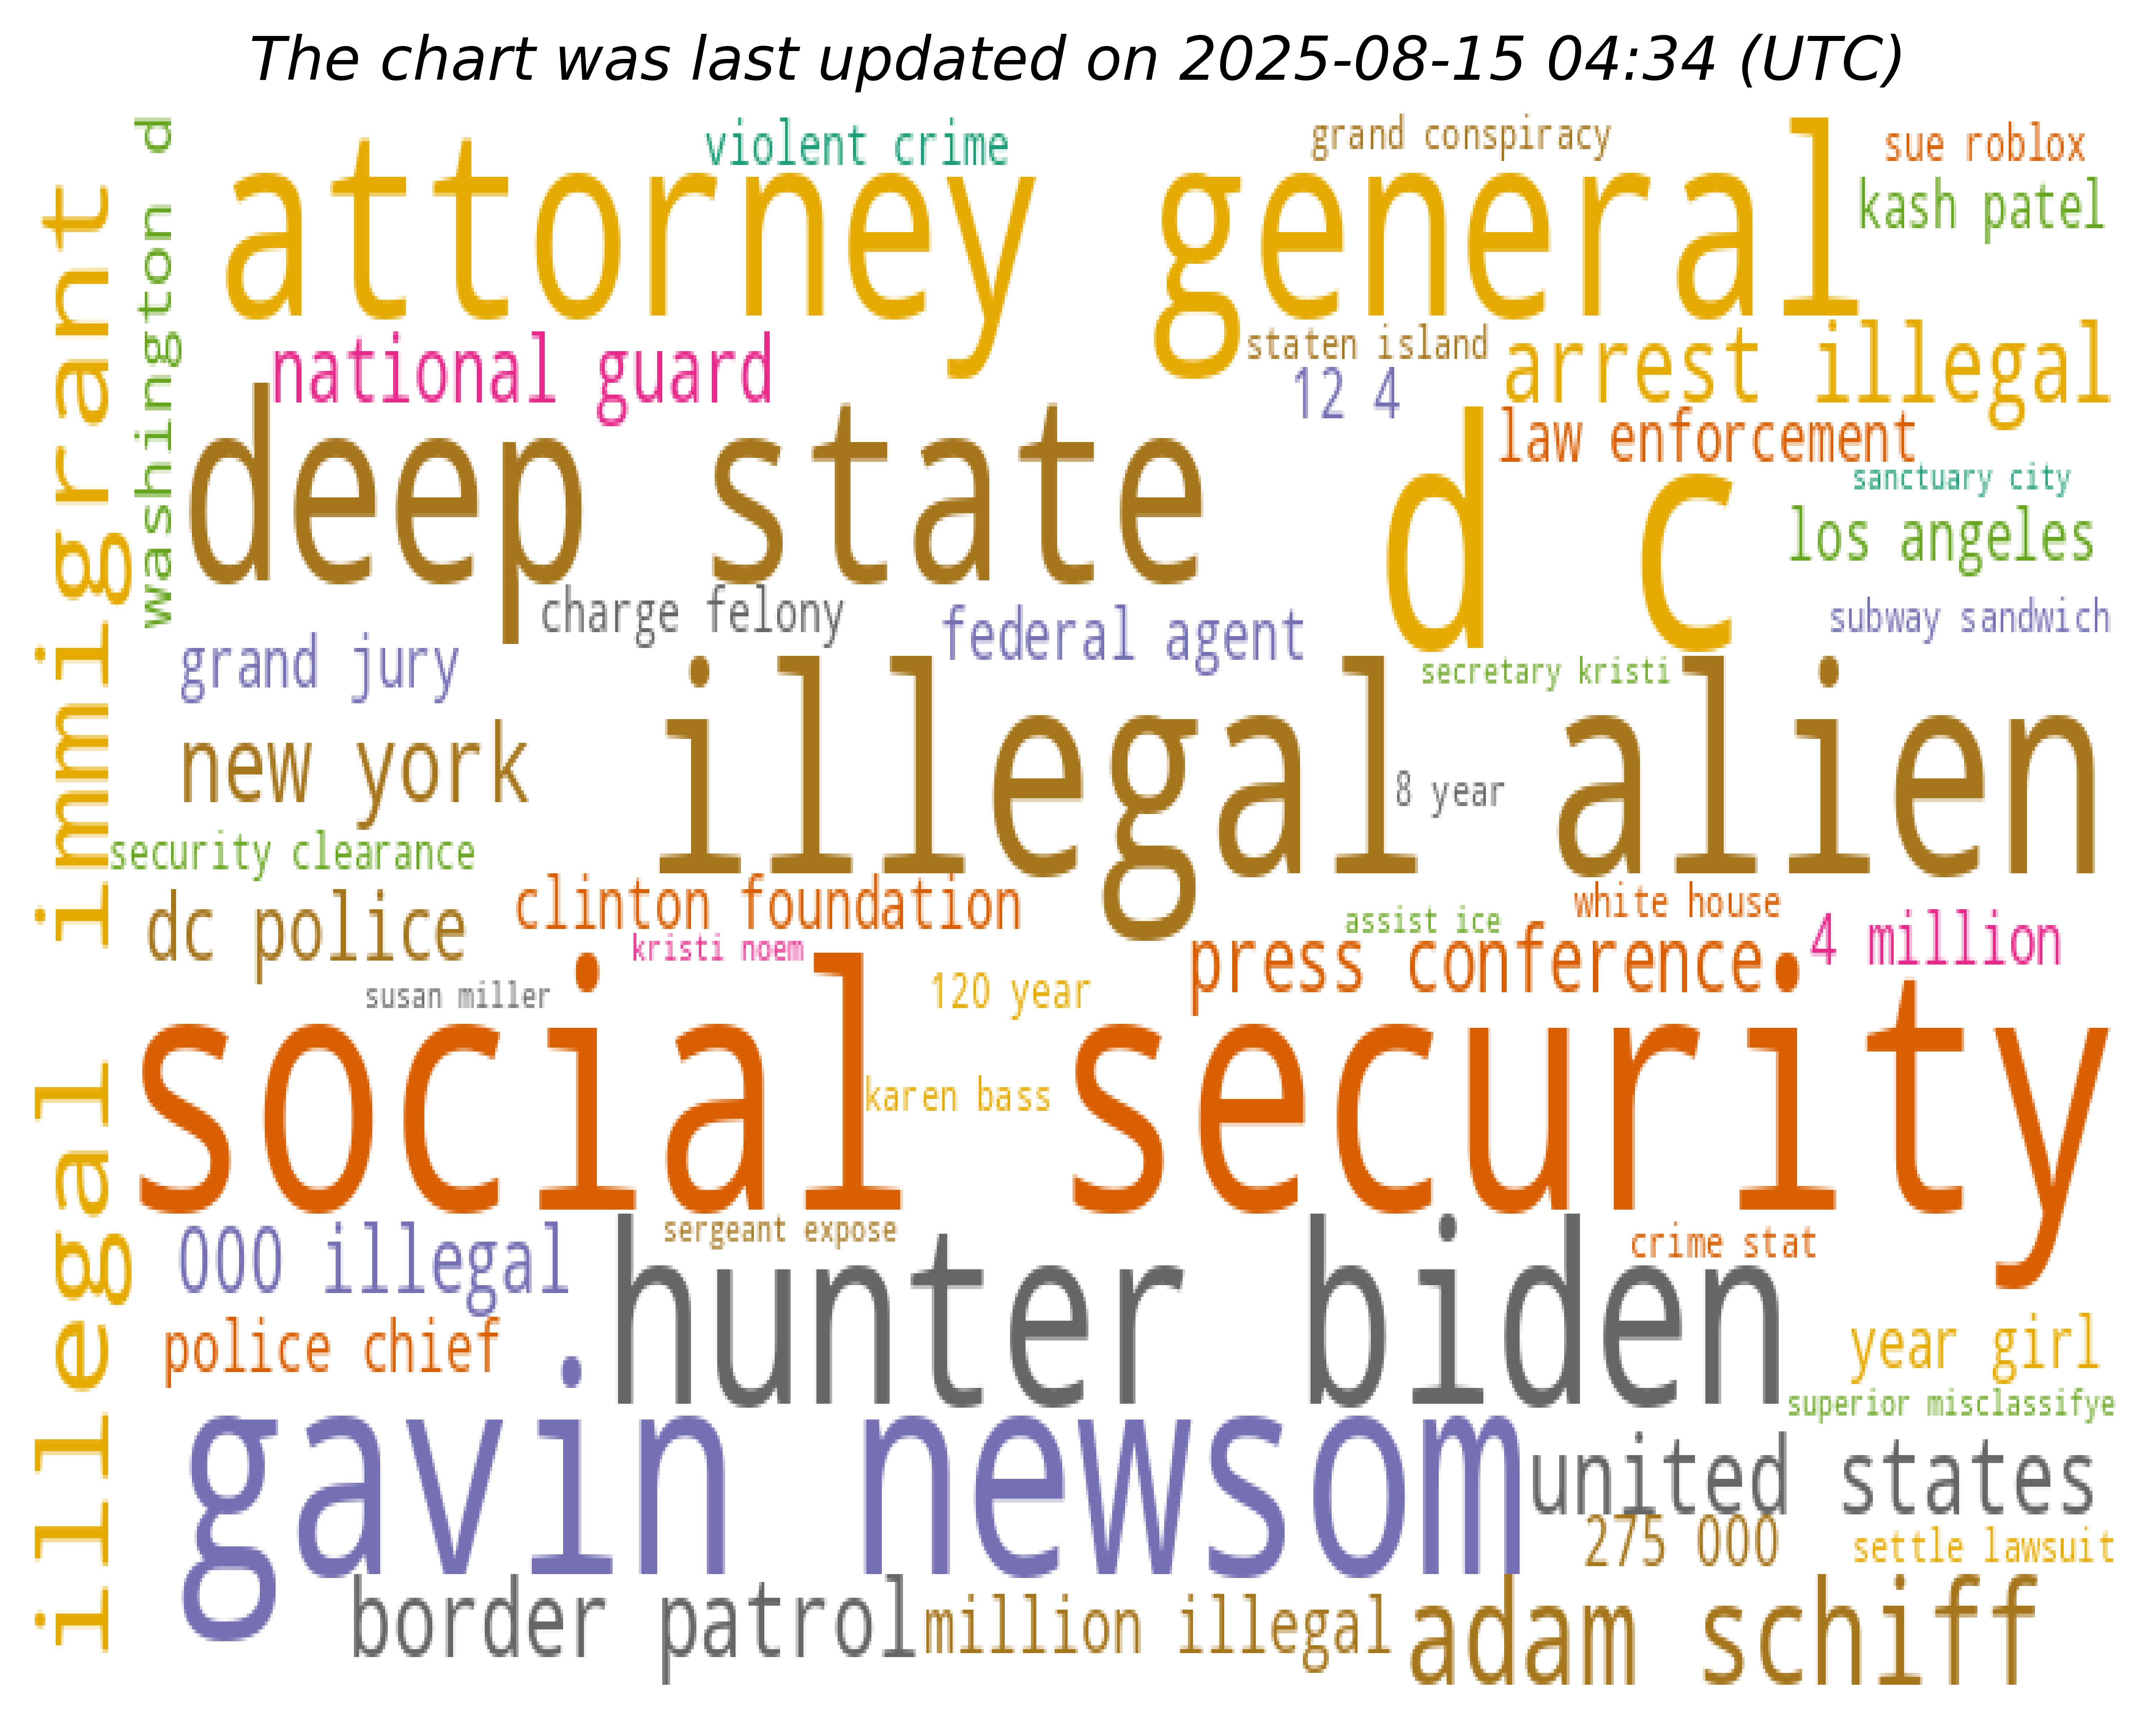 The chart was last updated on 2025-08-15 04:34 (UTC)
illegal immigrant
washington d
violent crime
grand conspiracy
sue roblox
attorney general
kash patel
national guard
staten island
arrest illegal
12 4
deep state
d c
law enforcement
sanctuary city
los angeles
charge felony
federal agent
subway sandwich
grand jury
secretary kristi
new york
illegal alien
8 year
security clearance
dc police
clinton foundation
white house
assist ice
4 million
kristi noem
press conference
susan miller
120 year
social security
karen bass
000 illegal
sergeant expose
crime stat
hunter biden
police chief
year girl
superior misclassifye
gavin newsom
united states
275 000
settle lawsuit
border patrol
million illegal
adam schiff